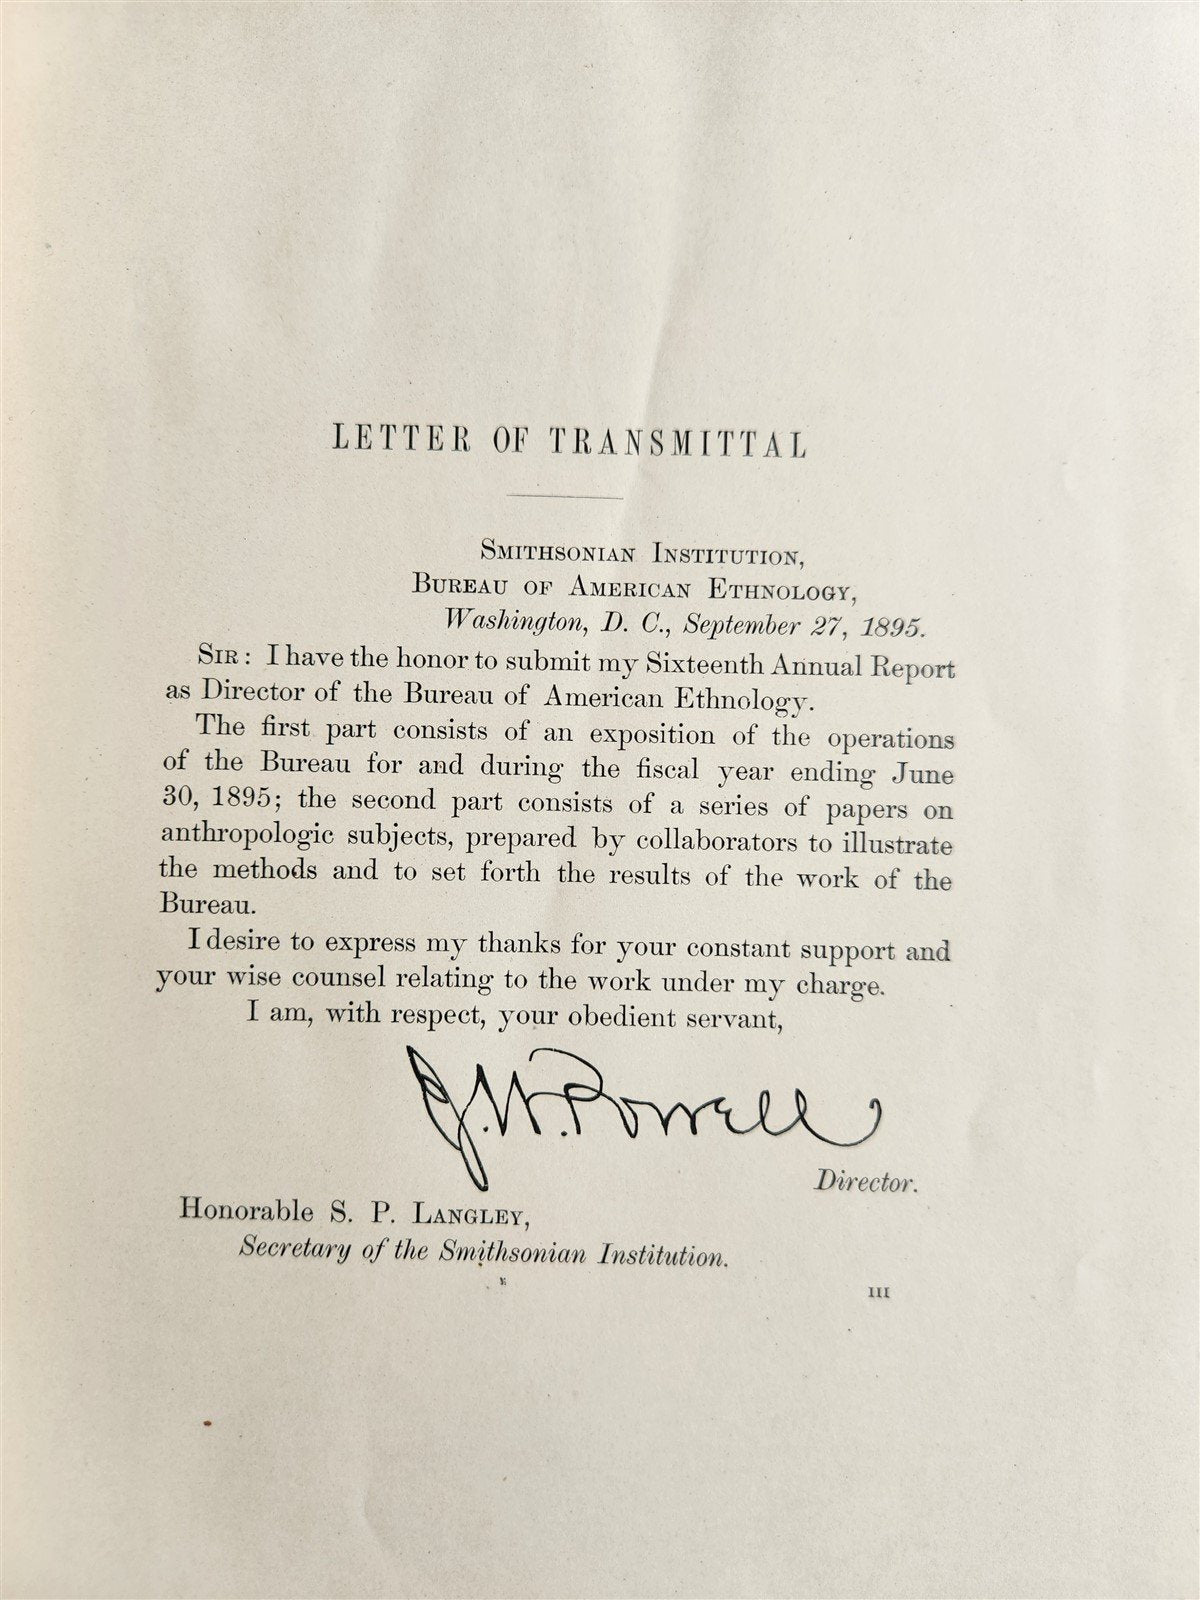 LETTER OF TRANSMITTAL
SMITHSONIAN INSTITUTION,
BUREAU OF AMERICAN ETHNOLOGY,
Washington, D. C., September 27, 1895.
SIR: I have the honor to submit my Sixteenth Annual Report
as Director of the Bureau of American Ethnology.
The first part consists of an exposition of the operations
of the Bureau for and during the fiscal year ending June
30, 1895; the second part consists of a series of papers on
anthropologic subjects, prepared by collaborators to illustrate
the methods and to set forth the results of the work of the
Bureau.
I desire to express my thanks for your constant support and
your wise counsel relating to the work under my charge.
I am, with respect, your obedient servant,
J. W. Powell
Director.
Honorable S. P. LANGLEY,
Secretary of the Smithsonian Institution.
III